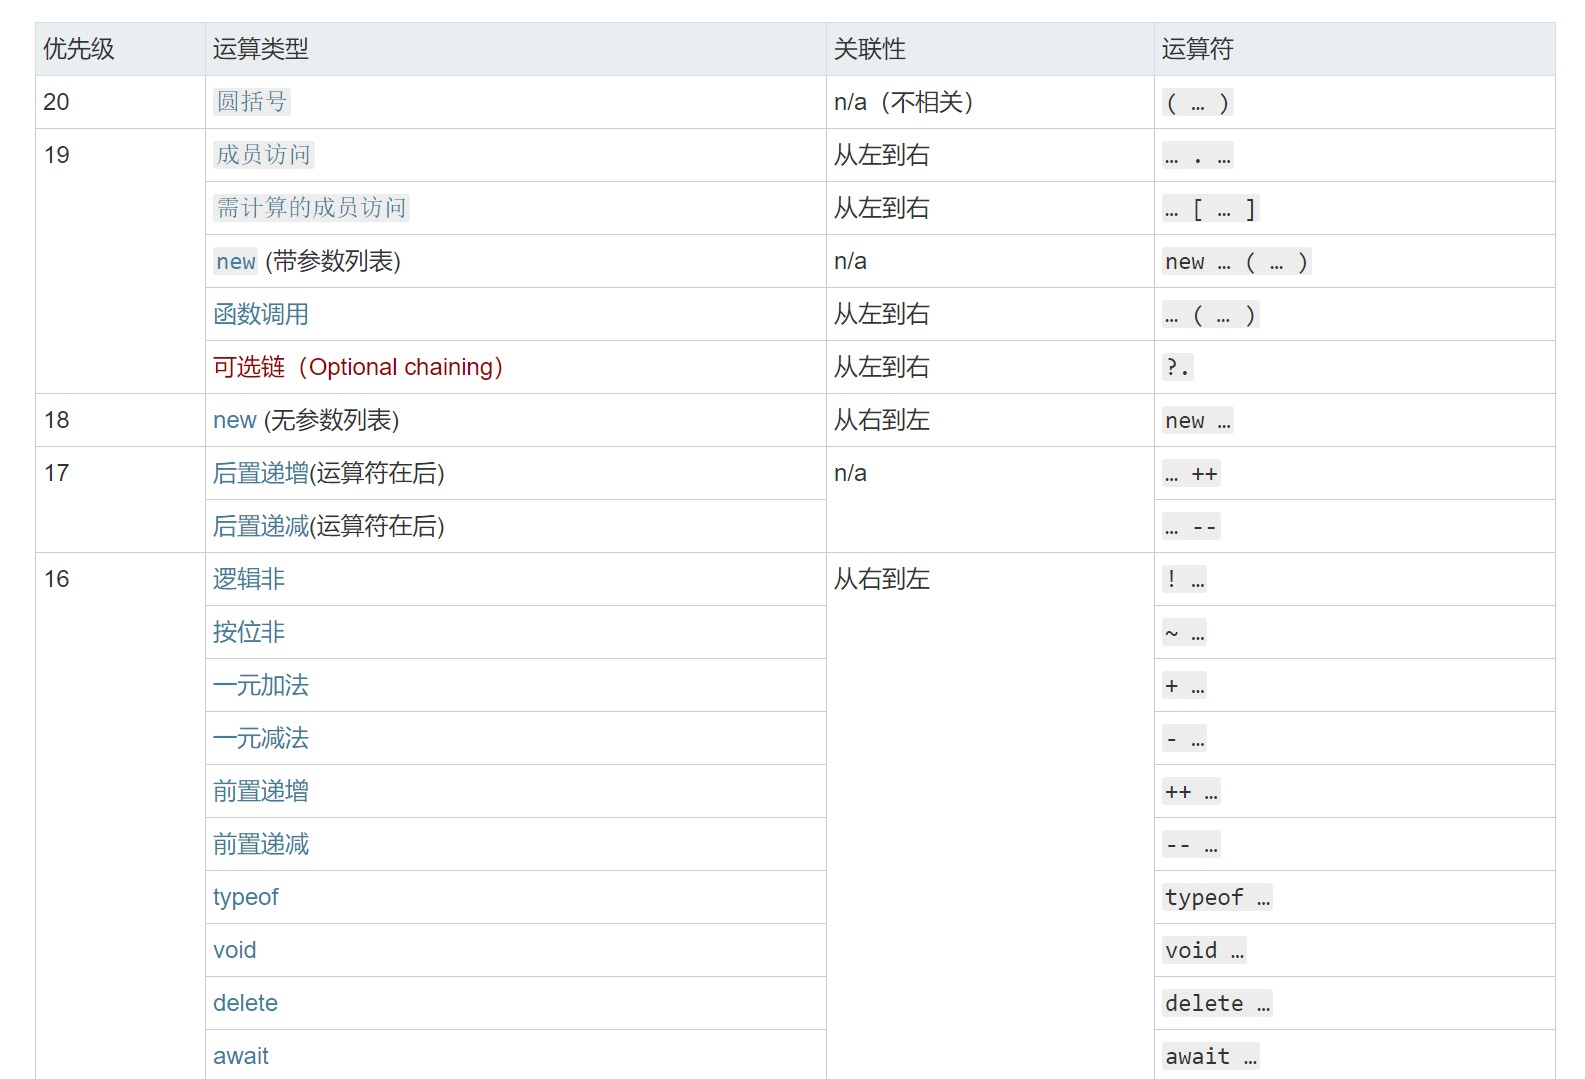 优先级 运算类型 关联性 运算符
20 圆括号 n/a（不相关） ( … )
19 成员访问 从左到右 … . …
需计算的成员访问 从左到右 … [ … ]
new (带参数列表) n/a new … ( … )
函数调用 从左到右 … ( … )
可选链（Optional chaining） 从左到右 ?.
18 new (无参数列表) 从右到左 new …
17 后置递增(运算符在后) n/a … ++
后置递减(运算符在后) … --
16 逻辑非 从右到左 ! …
按位非 ~ …
一元加法 + …
一元减法 - …
前置递增 ++ …
前置递减 -- …
typeof typeof …
void void …
delete delete …
await await …